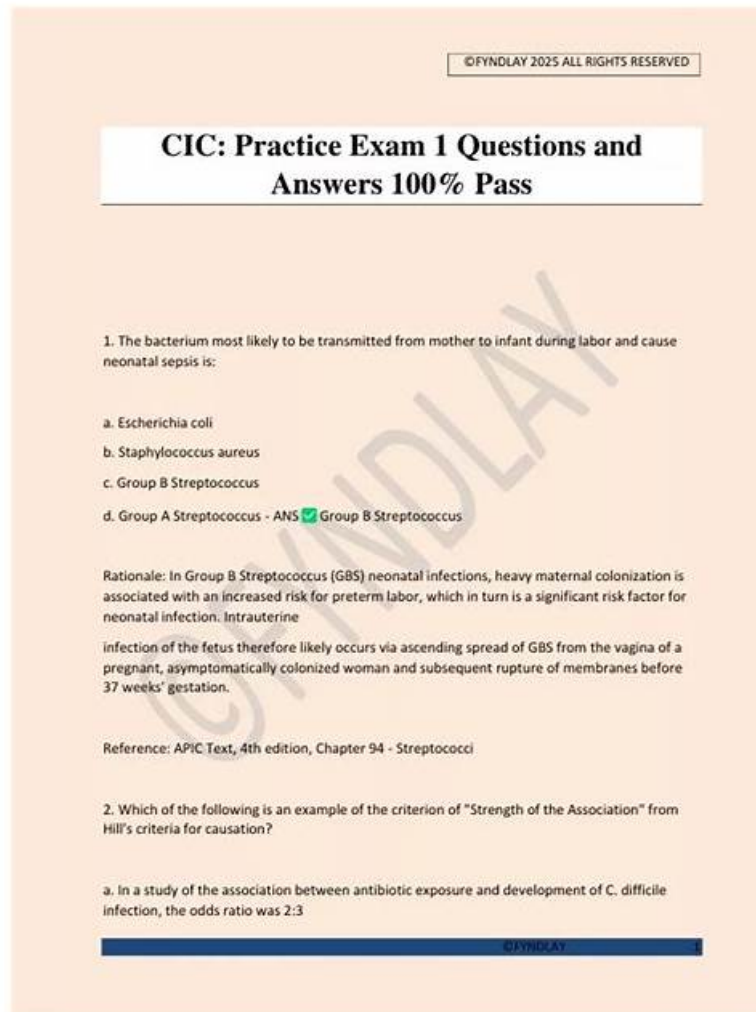 ©FYNDLAY 2025 ALL RIGHTS RESERVED
CIC: Practice Exam 1 Questions and
Answers 100% Pass
1. The bacterium most likely to be transmitted from mother to infant during labor and cause
neonatal sepsis is:
a. Escherichia coli
b. Staphylococcus aureus
c. Group B Streptococcus
d. Group A Streptococcus - ANS ✅ Group B Streptococcus
Rationale: In Group B Streptococcus (GBS) neonatal infections, heavy maternal colonization is
associated with an increased risk for preterm labor, which in turn is a significant risk factor for
neonatal infection. Intrauterine
infection of the fetus therefore likely occurs via ascending spread of GBS from the vagina of a
pregnant, asymptomatically colonized woman and subsequent rupture of membranes before
37 weeks' gestation.
Reference: APIC Text, 4th edition, Chapter 94 - Streptococci
2. Which of the following is an example of the criterion of "Strength of the Association" from
Hill's criteria for causation?
a. In a study of the association between antibiotic exposure and development of C. difficile
infection, the odds ratio was 2:3
©FYNDLAY 1
©FYNDLAY